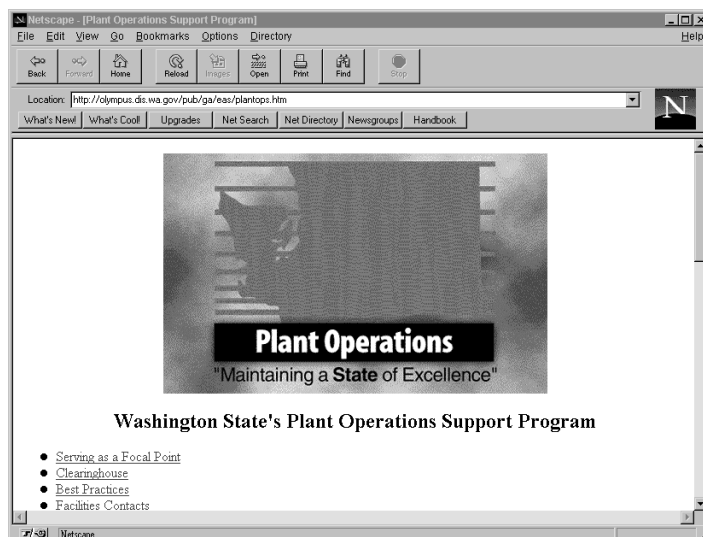 Netscape - [Plant Operations Support Program]
File Edit View Go Bookmarks Options Directory Help
Back Forward Home Reload Images Open Print Find Stop
Location: http://olympus.dis.wa.gov/pub/ga/eas/plantops.htm
N
What's New! What's Cool! Upgrades Net Search Net Directory Newsgroups Handbook
Plant Operations
"Maintaining a State of Excellence"
Washington State's Plant Operations Support Program
Serving as a Focal Point
Clearinghouse
Best Practices
Facilities Contacts
Netscape